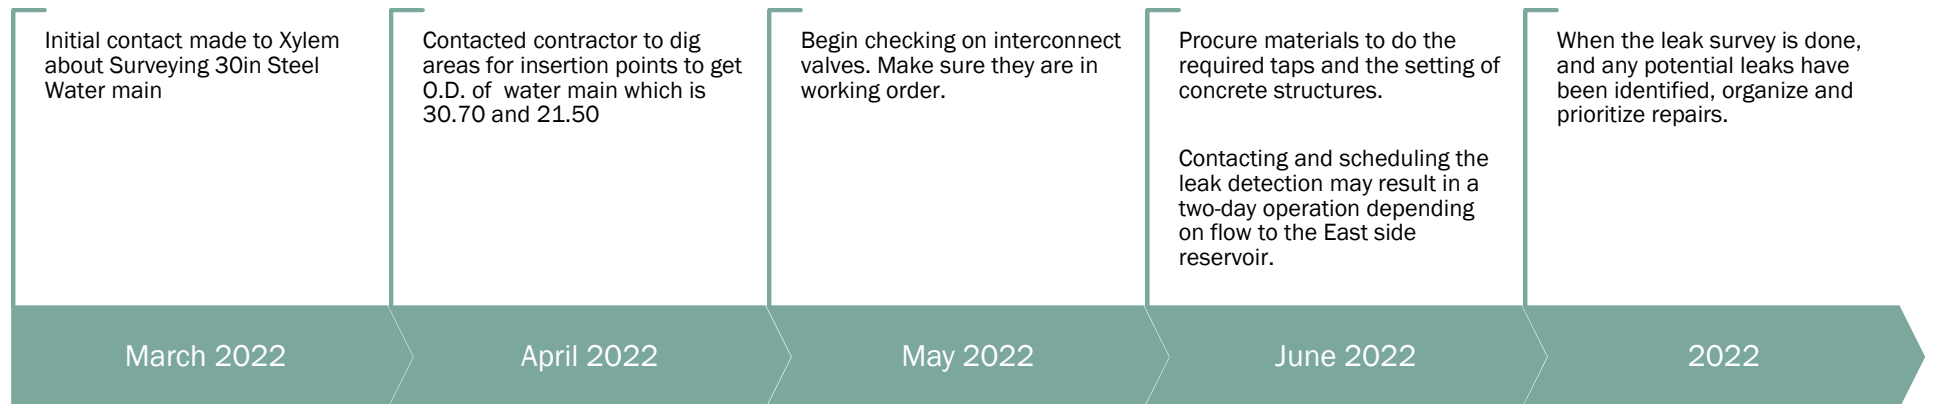 Initial contact made to Xylem
about Surveying 30in Steel
Water main
Contacted contractor to dig
areas for insertion points to get
O.D. of  water main which is
30.70 and 21.50
Begin checking on interconnect
valves. Make sure they are in
working order.
Procure materials to do the
required taps and the setting of
concrete structures.
Contacting and scheduling the
leak detection may result in a
two-day operation depending
on flow to the East side
reservoir.
When the leak survey is done,
and any potential leaks have
been identified, organize and
prioritize repairs.
March 2022
April 2022
May 2022
June 2022
2022